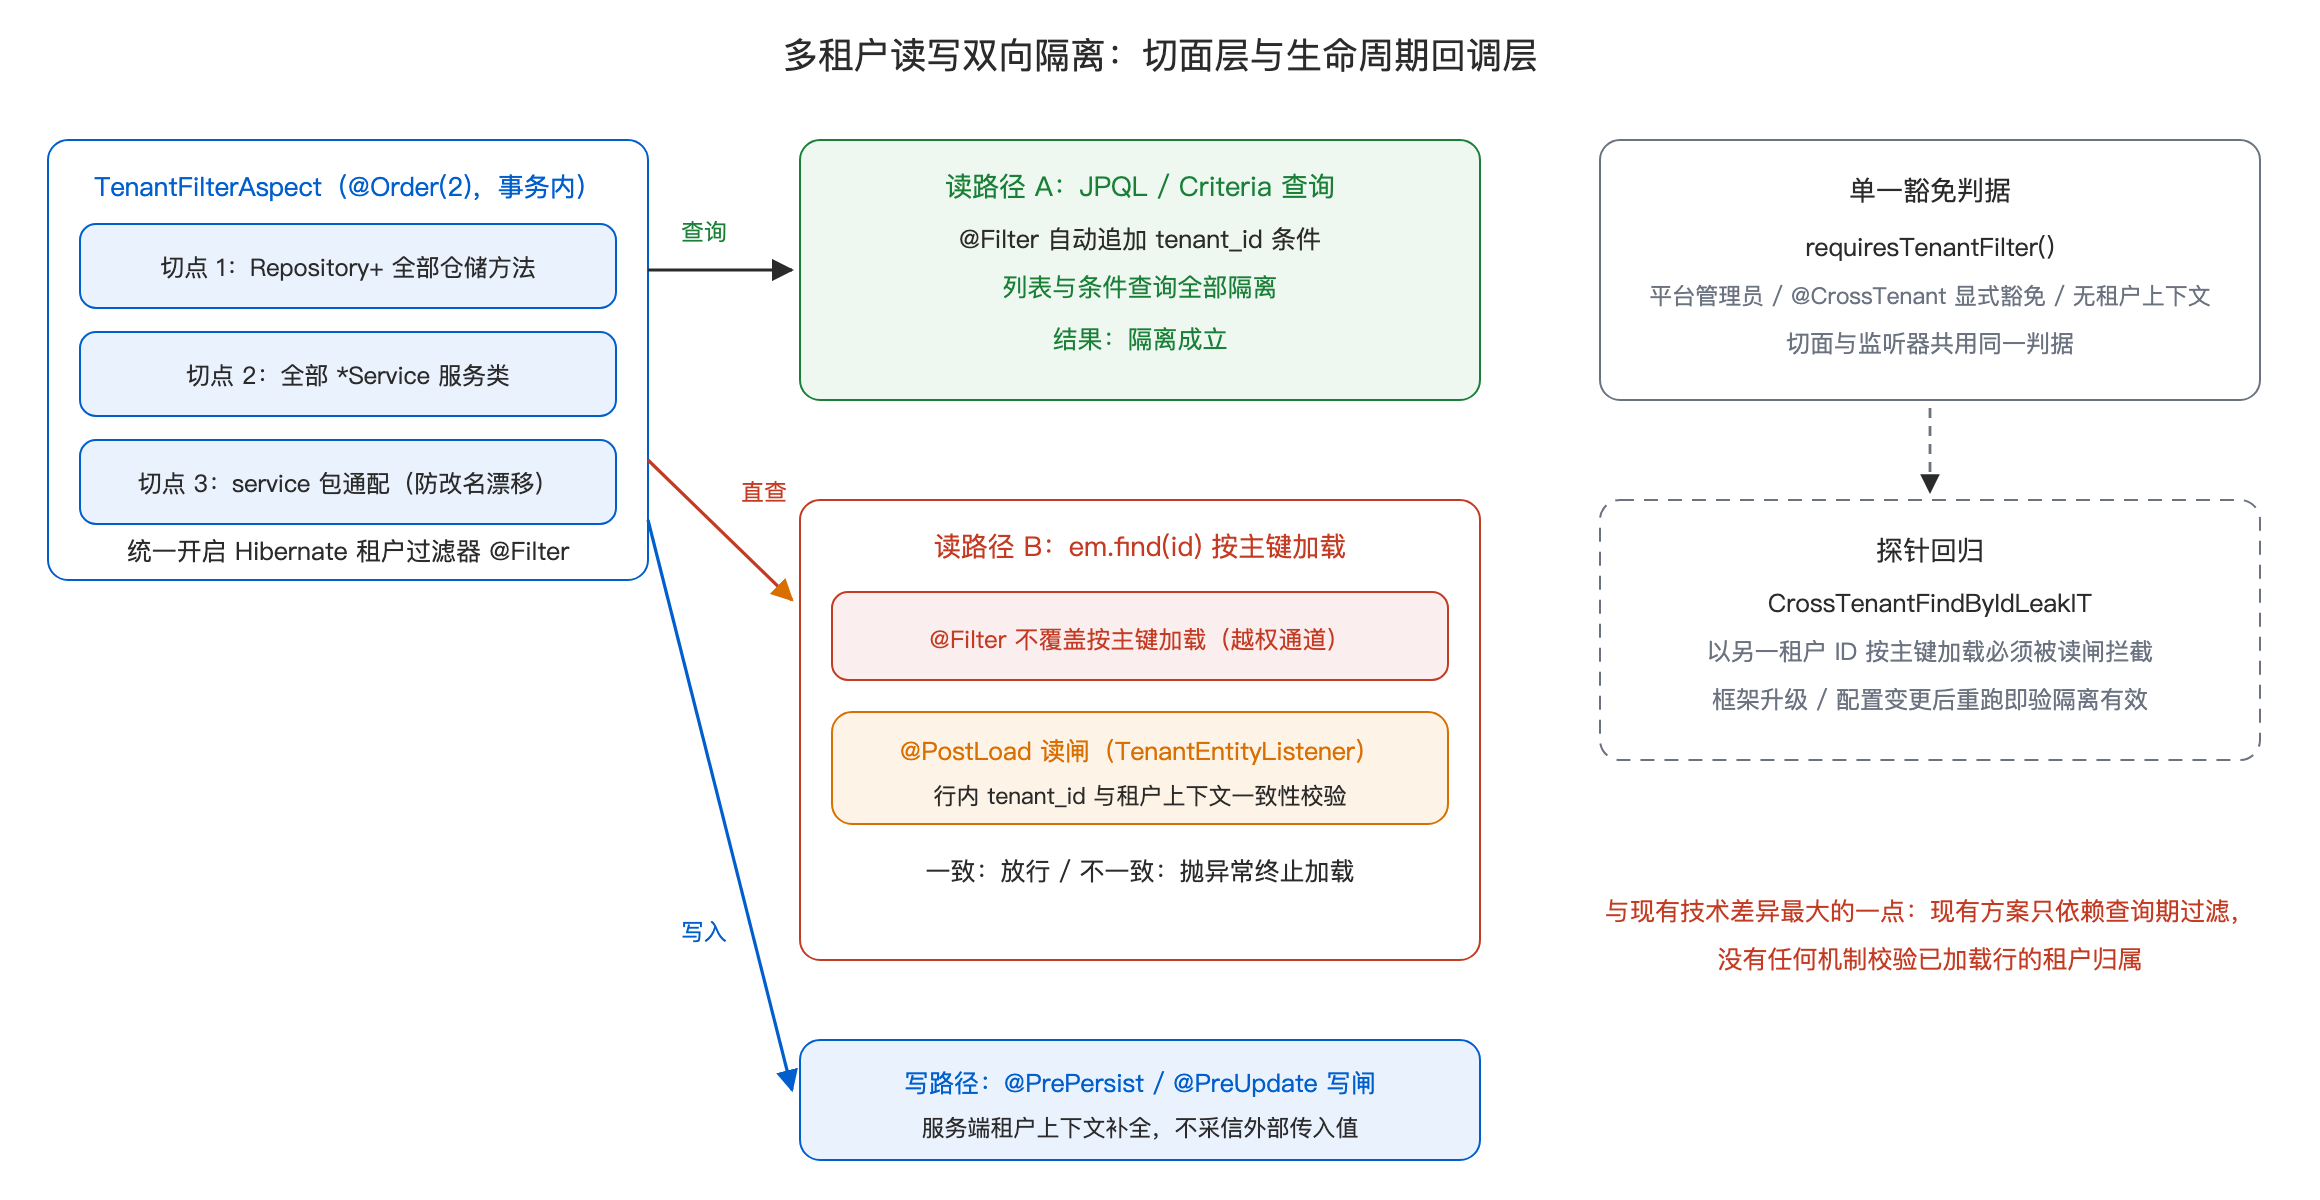 多租户读写双向隔离：切面层与生命周期回调层
TenantFilterAspect（@Order(2)，事务内）
切点 1：Repository+ 全部仓储方法
切点 2：全部 *Service 服务类
切点 3：service 包通配（防改名漂移）
统一开启 Hibernate 租户过滤器 @Filter
查询
直查
写入
读路径 A：JPQL / Criteria 查询
@Filter 自动追加 tenant_id 条件
列表与条件查询全部隔离
结果：隔离成立
读路径 B：em.find(id) 按主键加载
@Filter 不覆盖按主键加载（越权通道）
@PostLoad 读闸（TenantEntityListener）
行内 tenant_id 与租户上下文一致性校验
一致：放行 / 不一致：抛异常终止加载
写路径：@PrePersist / @PreUpdate 写闸
服务端租户上下文补全，不采信外部传入值
单一豁免判据
requiresTenantFilter()
平台管理员 / @CrossTenant 显式豁免 / 无租户上下文
切面与监听器共用同一判据
探针回归
CrossTenantFindByIdLeakIT
以另一租户 ID 按主键加载必须被读闸拦截
框架升级 / 配置变更后重跑即验隔离有效
与现有技术差异最大的一点：现有方案只依赖查询期过滤，
没有任何机制校验已加载行的租户归属